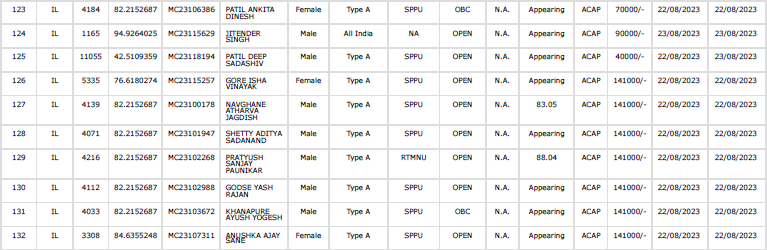 123 IL 4184 82.2152687 MC23106386 PATIL ANKITA DINESH Female Type A SPPU OBC N.A. Appearing ACAP 70000/- 22/08/2023 22/08/2023
124 IL 1165 94.9264025 MC23115629 JITENDER SINGH Male All India NA OPEN N.A. Appearing ACAP 90000/- 23/08/2023 23/08/2023
125 IL 11055 42.5109359 MC23118194 PATIL DEEP SADASHIV Male Type A SPPU OPEN N.A. Appearing ACAP 40000/- 22/08/2023 22/08/2023
126 IL 5335 76.6180274 MC23115257 GORE ISHA VINAYAK Female Type A SPPU OPEN N.A. Appearing ACAP 141000/- 22/08/2023 22/08/2023
127 IL 4139 82.2152687 MC23100178 NAVGHANE ATHARVA JAGDISH Male Type A SPPU OPEN N.A. 83.05 ACAP 141000/- 22/08/2023 22/08/2023
128 IL 4071 82.2152687 MC23101947 SHETTY ADITYA SADANAND Male Type A SPPU OPEN N.A. Appearing ACAP 141000/- 22/08/2023 22/08/2023
129 IL 4216 82.2152687 MC23102268 PRATYUSH SANJAY PAUNIKAR Male Type A RTMNU OPEN N.A. 88.04 ACAP 141000/- 22/08/2023 22/08/2023
130 IL 4112 82.2152687 MC23102988 GODSE YASH RAJAN Male Type A SPPU OPEN N.A. Appearing ACAP 141000/- 22/08/2023 22/08/2023
131 IL 4033 82.2152687 MC23103672 KHANAPURE AYUSH YOGESH Male Type A SPPU OBC N.A. Appearing ACAP 141000/- 22/08/2023 22/08/2023
132 IL 3308 84.6355248 MC23107311 ANUSHKA AJAY SANE Female Type A SPPU OPEN N.A. Appearing ACAP 141000/- 22/08/2023 22/08/2023